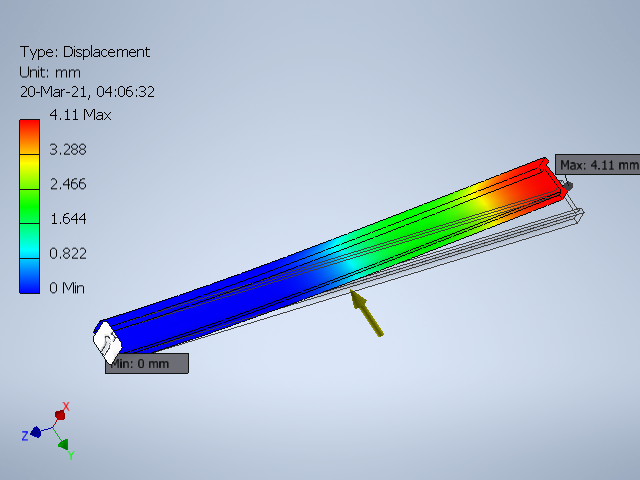 Type: Displacement
Unit: mm
20-Mar-21, 04:06:32
4.11 Max
3.288
2.466
1.644
0.822
0 Min
Max: 4.11 mm
Min: 0 mm
X
Z
Y